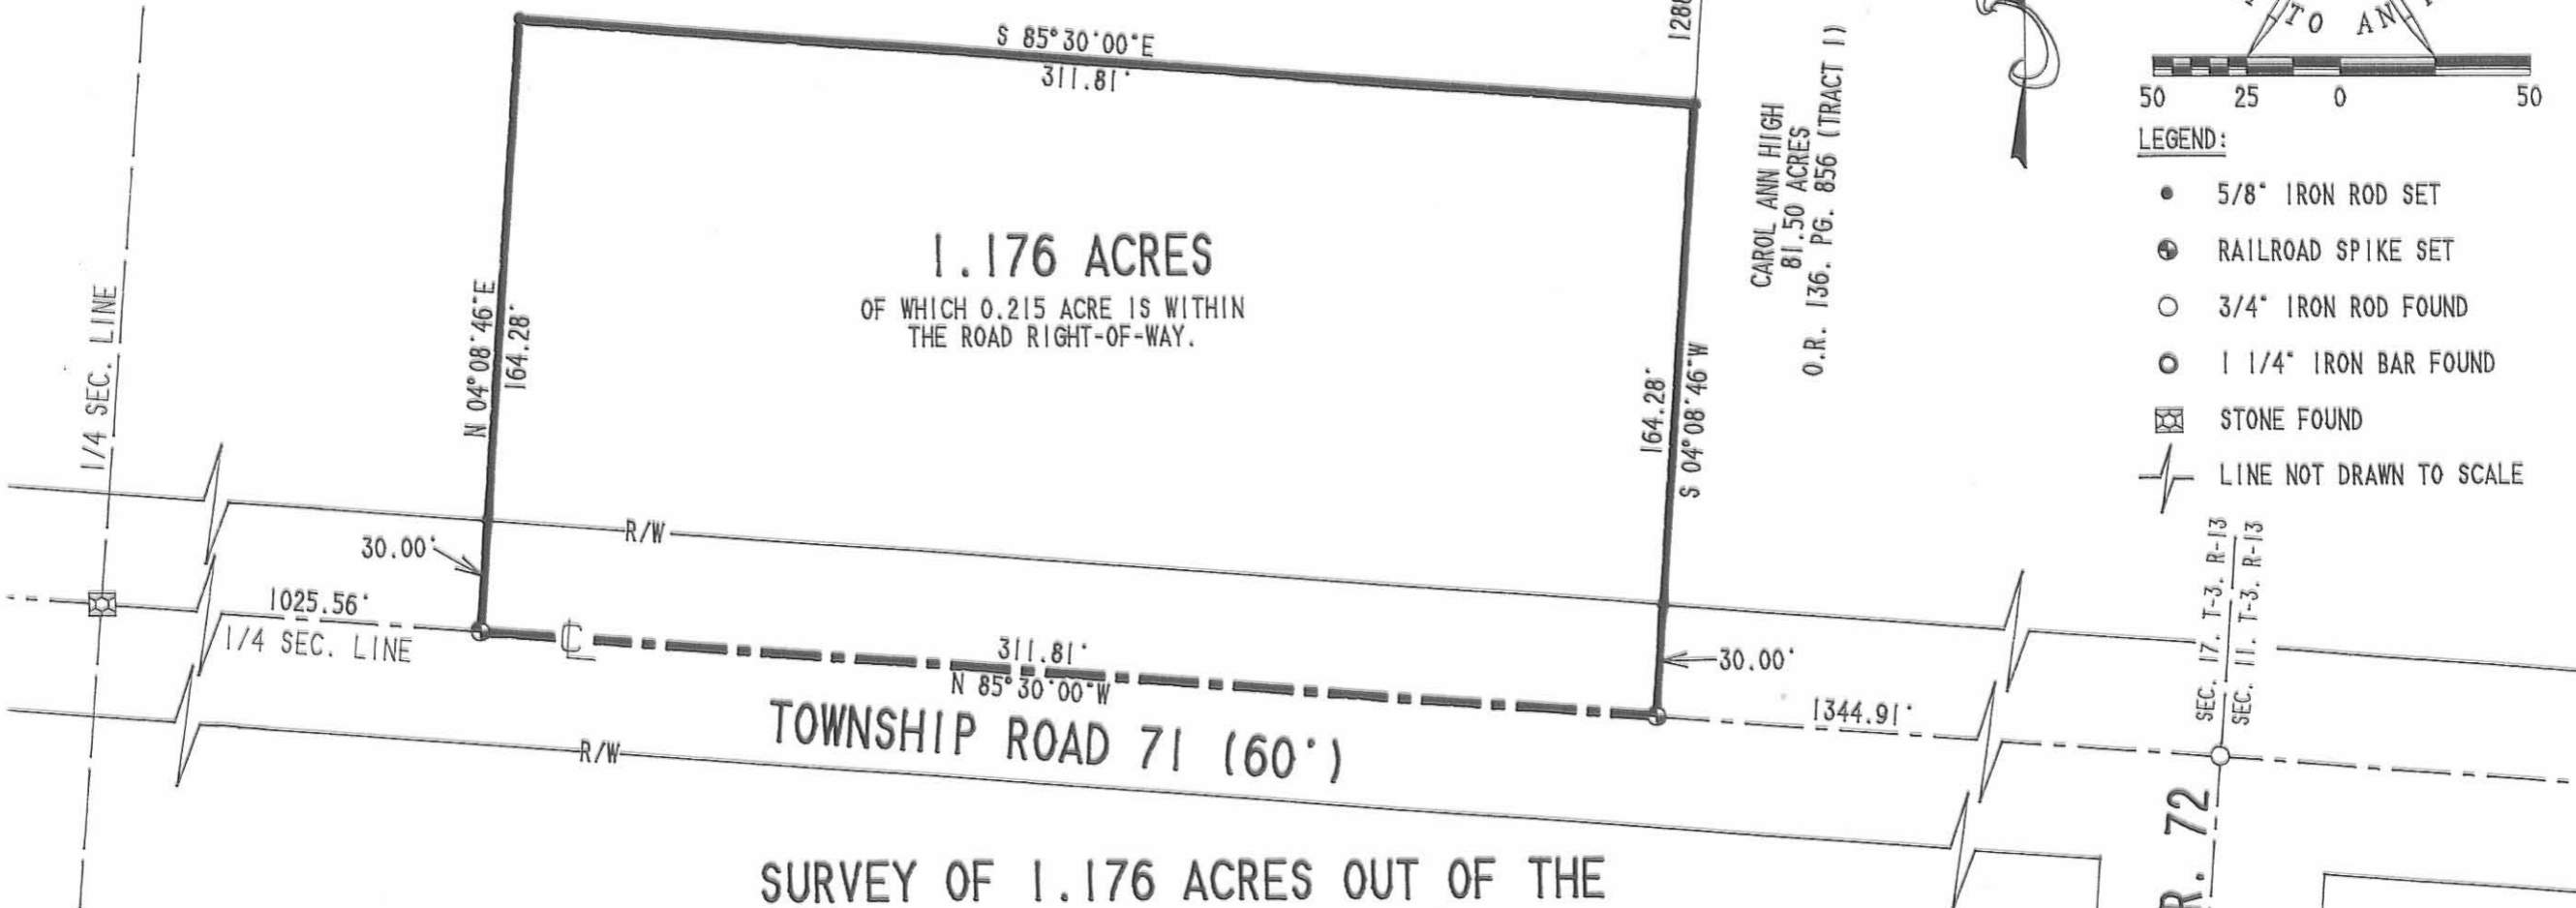 S 85°30'00"E
311.81'
128
TO AN
50 25 0 50
LEGEND:
5/8" IRON ROD SET
RAILROAD SPIKE SET
3/4" IRON ROD FOUND
1 1/4" IRON BAR FOUND
STONE FOUND
LINE NOT DRAWN TO SCALE
CAROL ANN HIGH
81.50 ACRES
O.R. 136, PG. 856 (TRACT 1)
1.176 ACRES
OF WHICH 0.215 ACRE IS WITHIN
THE ROAD RIGHT-OF-WAY.
1/4 SEC. LINE
N 04°08'46"E
164.28'
164.28'
S 04°08'46"W
R/W
30.00'
1025.56'
1/4 SEC. LINE
CL
311.81'
N 85°30'00"W
30.00'
1344.91'
SEC. 17, T-3, R-13
SEC. 11, T-3, R-13
TOWNSHIP ROAD 71 (60')
R/W
R. 72
SURVEY OF 1.176 ACRES OUT OF THE